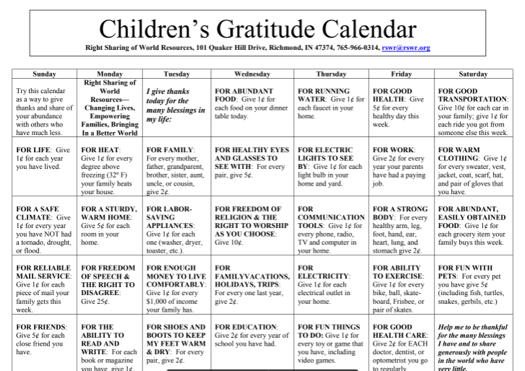 Children's Gratitude Calendar
Right Sharing of World Resources, 101 Quaker Hill Drive, Richmond, IN 47374, 765-966-0314, rswr@rswr.org
Sunday
Monday
Tuesday
Wednesday
Thursday
Friday
Saturday
Try this calendar
as a way to give
thanks and share of
your abundance
with others who
have much less.
Right Sharing of
World
Resources—
Changing Lives,
Empowering
Families, Bringing
In a Better World
I give thanks
today for the
many blessings in
my life:
FOR ABUNDANT
FOOD: Give 1¢ for
each food on your dinner
table today.
FOR RUNNING
WATER: Give 1¢ for
each faucet in your
home.
FOR GOOD
HEALTH: Give
5¢ for every
healthy day this
week.
FOR GOOD
TRANSPORTATION:
Give 10¢ for each car in
your family; give 1¢ for
each ride you got from
someone else this week.
FOR LIFE: Give
1¢ for each year
you have lived.
FOR HEAT:
Give 1¢ for every
degree above
freezing (32º F)
your family heats
your house.
FOR FAMILY:
For every mother,
father, grandparent,
brother, sister, aunt,
uncle, or cousin,
give 2¢.
FOR HEALTHY EYES
AND GLASSES TO
SEE WITH: For every
pair, give 5¢.
FOR ELECTRIC
LIGHTS TO SEE
BY: Give 1¢ for each
light bulb in your
home and yard.
FOR WORK:
Give 2¢ for every
year your parents
have had a paying
job.
FOR WARM
CLOTHING: Give 1¢
for every sweater, vest,
jacket, coat, scarf, hat,
and pair of gloves that
you have.
FOR A SAFE
CLIMATE: Give
1¢ for every year
you have NOT had
a tornado, drought,
or flood.
FOR A STURDY,
WARM HOME:
Give 5¢ for each
room in your
home.
FOR LABOR-
SAVING
APPLIANCES:
Give 1¢ for each
one (washer, dryer,
toaster, etc.).
FOR FREEDOM OF
RELIGION & THE
RIGHT TO WORSHIP
AS YOU CHOOSE:
Give 10¢.
FOR
COMMUNICATION
TOOLS: Give 1¢ for
every phone, radio,
TV and computer in
your home.
FOR A STRONG
BODY: For every
healthy arm, leg,
foot, hand, ear,
heart, lung, and
stomach give 2¢.
FOR ABUNDANT,
EASILY OBTAINED
FOOD: Give 1¢ for
each grocery item your
family buys this week.
FOR RELIABLE
MAIL SERVICE:
Give 1¢ for each
piece of mail your
family gets this
week.
FOR FREEDOM
OF SPEECH &
THE RIGHT TO
DISAGREE:
Give 25¢.
FOR ENOUGH
MONEY TO LIVE
COMFORTABLY:
Give 1¢ for every
$1,000 of income
your family has.
FOR
FAMILYVACATIONS,
HOLIDAYS, TRIPS:
For every one last year,
give 2¢.
FOR
ELECTRICITY:
Give 1¢ for each
electrical outlet in
your home.
FOR ABILITY
TO EXERCISE:
Give 1¢ for every
bike, ball, skate-
board, Frisbee, or
pair of skates.
FOR FUN WITH
PETS: For every pet
you have give 5¢
(including fish, turtles,
snakes, gerbils, etc.)
FOR FRIENDS:
Give 5¢ for each
close friend you
have.
FOR THE
ABILITY TO
READ AND
WRITE: For each
book or magazine
you have, give 1¢
FOR SHOES AND
BOOTS TO KEEP
MY FEET WARM
& DRY: For every
pair, give 2¢.
FOR EDUCATION:
Give 2¢ for every year of
school you have had.
FOR FUN THINGS
TO DO: Give 1¢ for
every toy or game that
you have, including
video games.
FOR GOOD
HEALTH CARE:
Give 2¢ for EACH
doctor, dentist, or
optometrist you go
to regularly.
Help me to be thankful
for the many blessings
I have and to share
generously with people
in the world who have
very little.